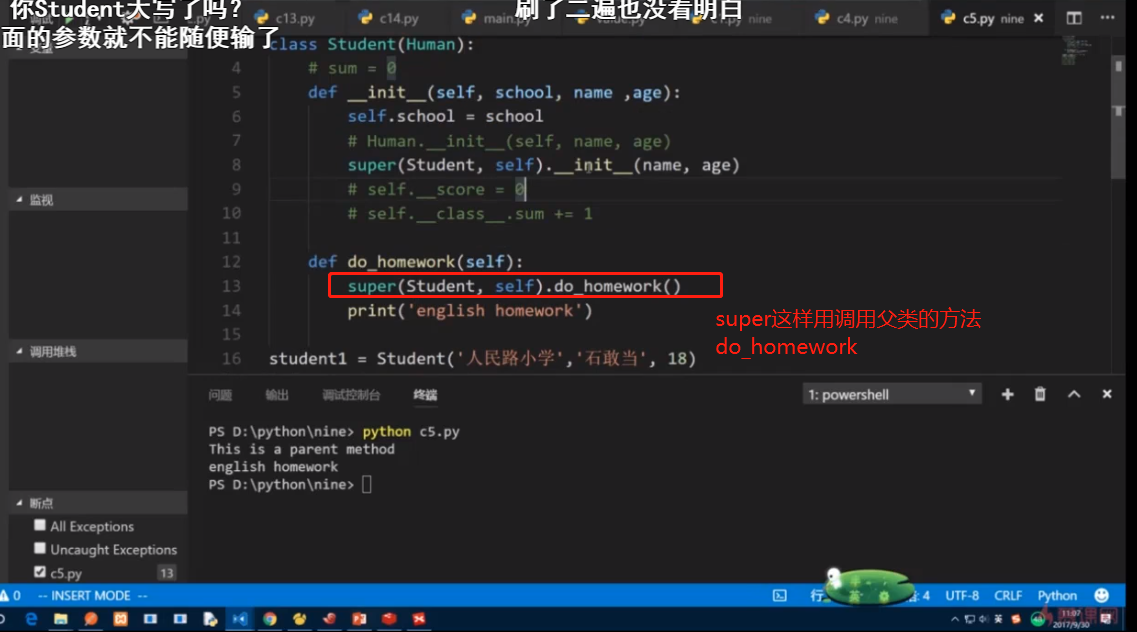 你Student大写了吗?
刷了三遍也没看明白
面的参数就不能随便输了
c13.py
c14.py
c4.py nine
c5.py nine
class Student(Human):
4 # sum = 0
5 def __init__(self, school, name ,age):
6 self.school = school
7 # Human.__init__(self, name, age)
8 super(Student, self).__init__(name, age)
9 # self.__score = 0
10 # self.__class__.sum += 1
11
12 def do_homework(self):
13 super(Student, self).do_homework()
14 print('english homework')
15
16 student1 = Student('人民路小学','石敢当', 18)
super这样用调用父类的方法
do_homework
监视
调用堆栈
断点
All Exceptions
Uncaught Exceptions
c5.py 13
问题 输出 调试控制台 终端
1: powershell
PS D:\python\nine> python c5.py
This is a parent method
english homework
PS D:\python\nine>
0 -- INSERT MODE --
UTF-8 CRLF Python
11:07
2017/9/30